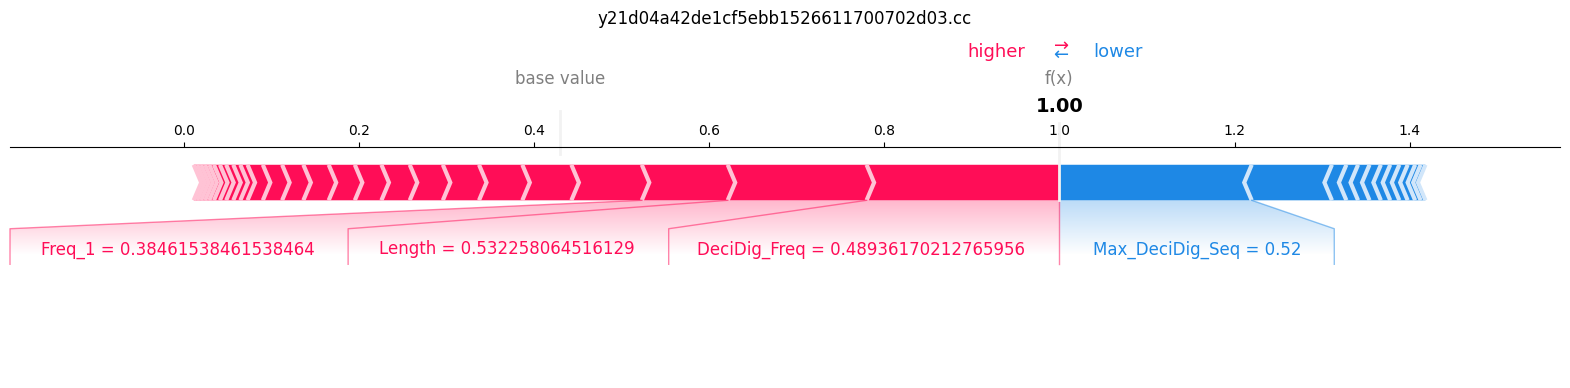 y21d04a42de1cf5ebb1526611700702d03.cc
higher ⇄ lower
base value f(x)
1.00
0.0 0.2 0.4 0.6 0.8 1.0 1.2 1.4
Freq_1 = 0.38461538461538464 Length = 0.532258064516129 DeciDig_Freq = 0.48936170212765956 Max_DeciDig_Seq = 0.52